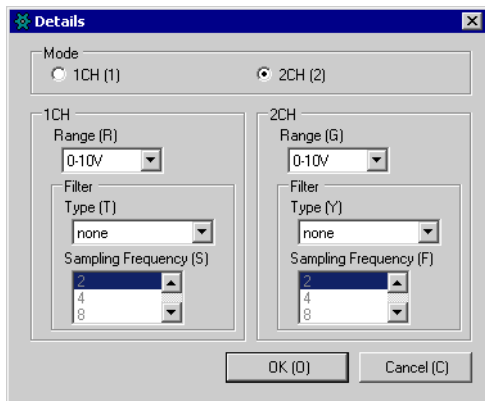 Details
Mode
1CH (1)
2CH (2)
1CH
Range (R)
0-10V
Filter
Type (T)
none
Sampling Frequency (S)
2
4
8
2CH
Range (G)
0-10V
Filter
Type (Y)
none
Sampling Frequency (F)
2
4
8
OK (O)
Cancel (C)